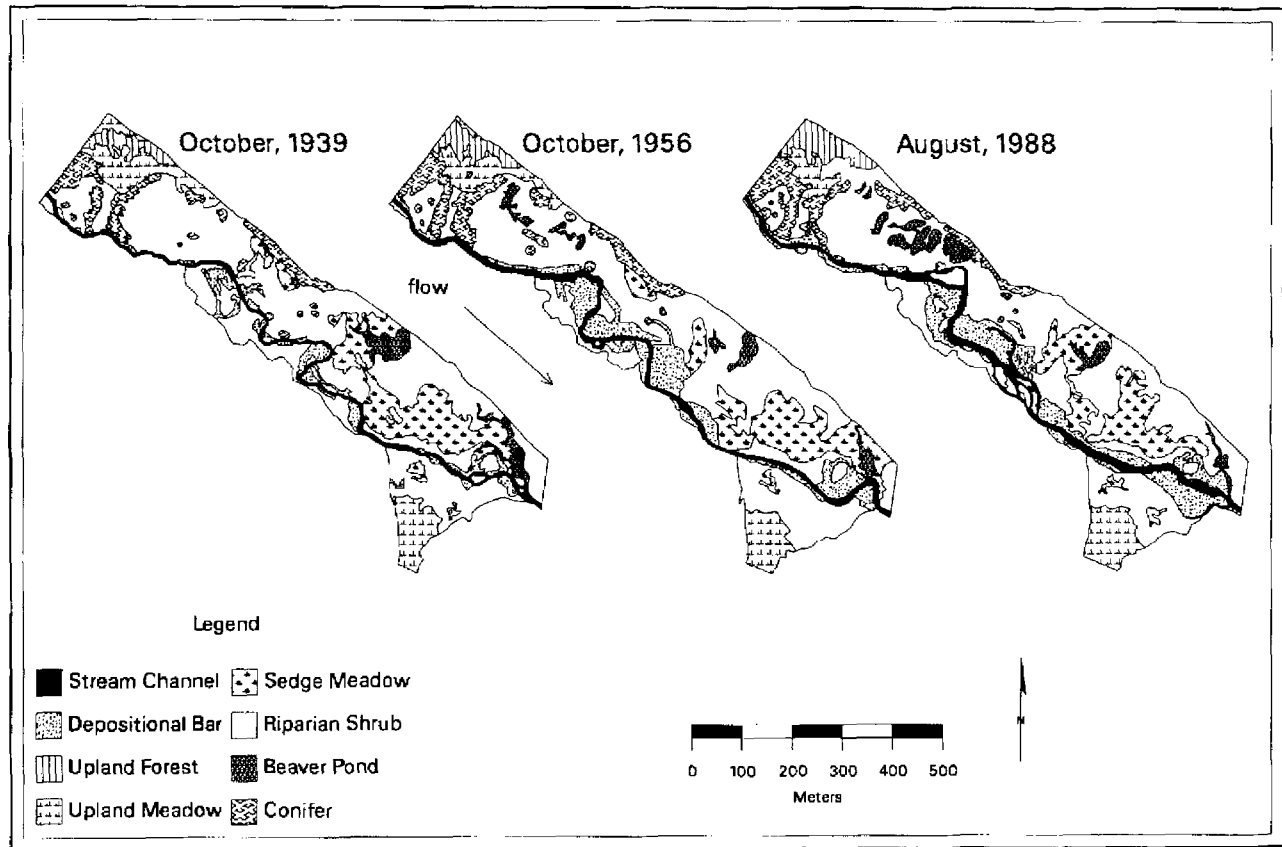 October, 1939
October, 1956
August, 1988
flow
Legend
Stream Channel
Sedge Meadow
Depositional Bar
Riparian Shrub
Upland Forest
Beaver Pond
Upland Meadow
Conifer
0 100 200 300 400 500
Meters
N